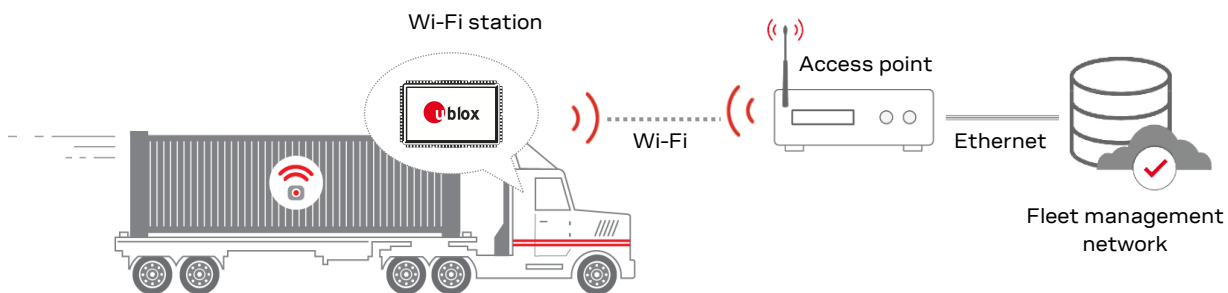 Wi-Fi station
ublox
Access point
Wi-Fi
Ethernet
Fleet management
network